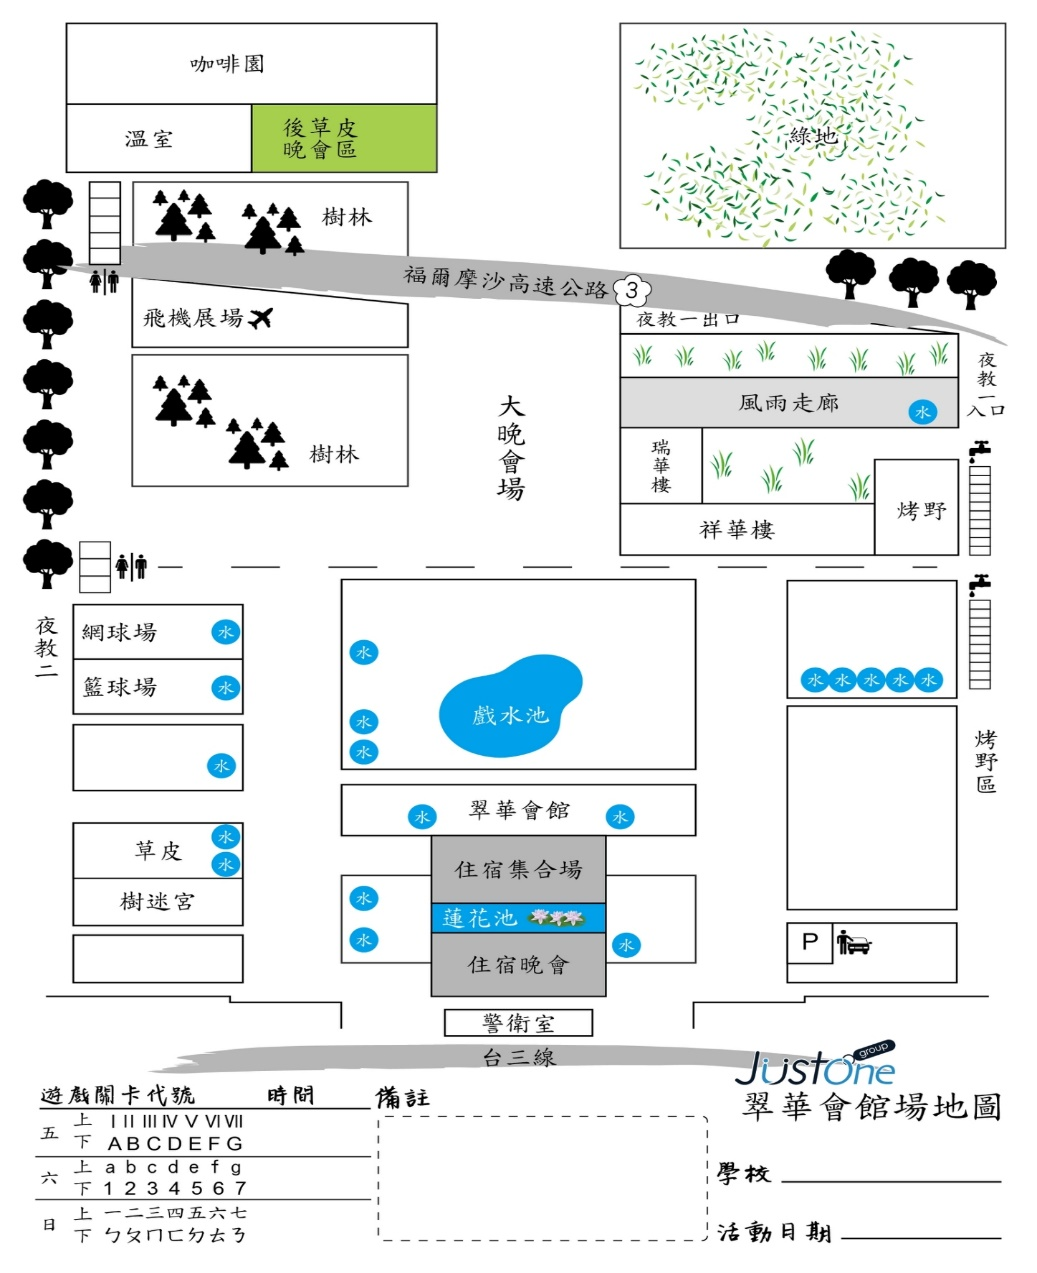 咖啡園
溫室
後草皮
晚會區
綠地
樹林
福爾摩沙高速公路
3
飛機展場
夜教一出口
夜教一入口
樹林
大晚會場
風雨走廊
水
瑞華樓
烤野
祥華樓
夜教二
網球場
水
籃球場
水
水
水
戲水池
水
水
水 水 水 水 水
烤野區
翠華會館
水
水
草皮
水
水
樹迷宮
住宿集合場
水
蓮花池
水
水
住宿晚會
P
警衛室
台三線
JustOne group
翠華會館場地圖
遊戲關卡代號 時間 備註
五 上 I II III IV V VI VII
下 A B C D E F G
六 上 a b c d e f g
下 1 2 3 4 5 6 7
日 上 一二三四五六七
下 ㄅㄆㄇㄈㄉㄊㄋ
學校
活動日期